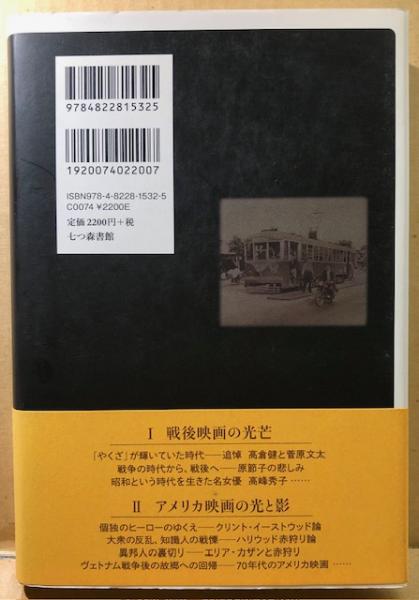 9784822815325
1920074022007
ISBN978-4-8228-1532-5
C0074 ¥2200E
定価 2200円+税
七つ森書館
Ⅰ 戦後映画の光芒
「やくざ」が輝いていた時代──追悼 高倉健と菅原文太
戦争の時代から、戦後へ──原節子の悲しみ
昭和という時代を生きた名女優 高峰秀子……
Ⅱ アメリカ映画の光と影
個独のヒーローのゆくえ──クリント・イーストウッド論
大衆の反乱、知識人の戦慄──ハリウッド赤狩り論
異邦人の裏切り──エリア・カザンと赤狩り
ヴェトナム戦争後の故郷への回帰──70年代のアメリカ映画……